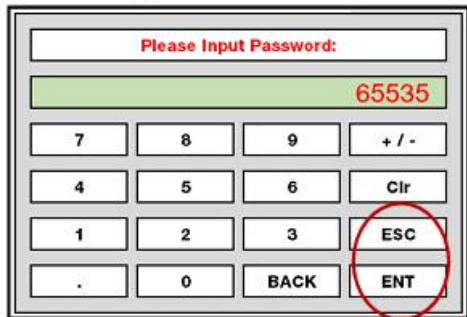 Please Input Password:
65535
7 8 9 + / -
4 5 6 Clr
1 2 3 ESC
. 0 BACK ENT